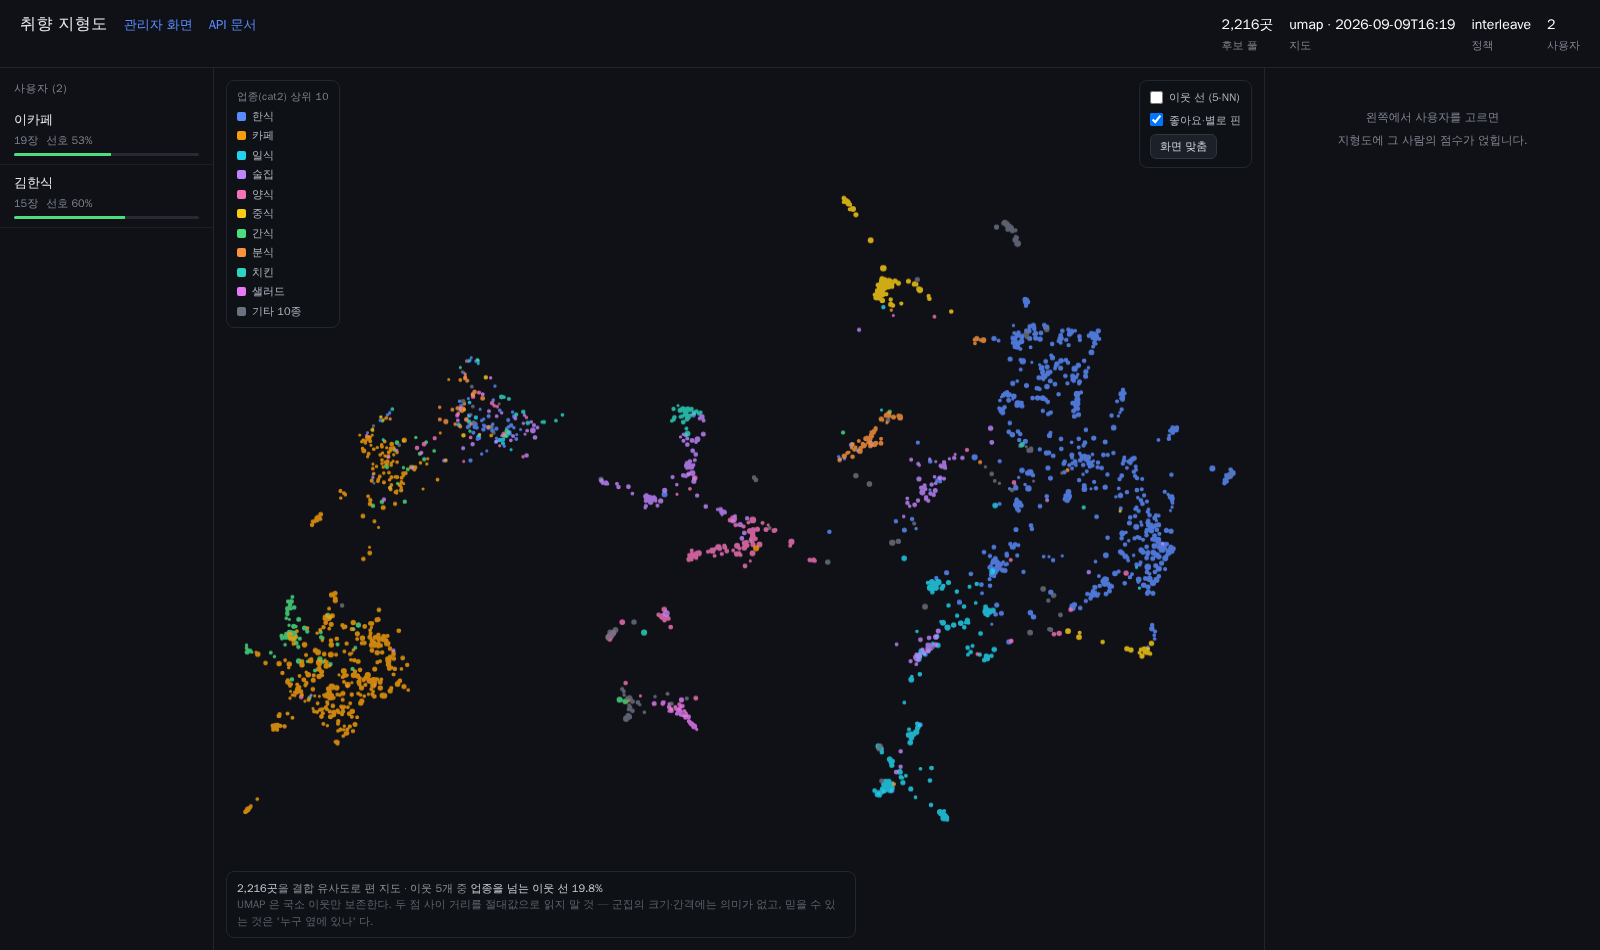 취향 지형도 관리자 화면 API 문서
2,216곳 umap · 2026-09-09T16:19 interleave 2
후보 풀 지도 정책 사용자
사용자 (2)
이카페
19장 선호 53%
김한식
15장 선호 60%
업종(cat2) 상위 10
한식
카페
일식
술집
양식
중식
간식
분식
치킨
샐러드
기타 10종
이웃 선 (5-NN)
좋아요·별로 핀
화면 맞춤
왼쪽에서 사용자를 고르면
지형도에 그 사람의 점수가 얹힙니다.
2,216곳을 결합 유사도로 편 지도 · 이웃 5개 중 업종을 넘는 이웃 선 19.8%
UMAP 은 국소 이웃만 보존한다. 두 점 사이 거리를 절대값으로 읽지 말 것 — 군집의 크기·간격에는 의미가 없고, 믿을 수 있
는 것은 '누구 옆에 있나' 다.